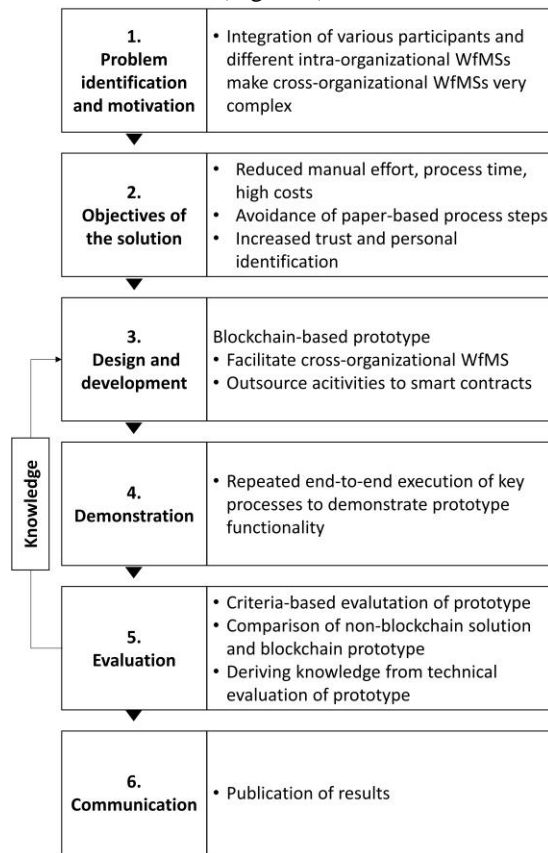 1.
Problem
identification
and motivation
• Integration of various participants and
different intra-organizational WfMSs
make cross-organizational WfMSs very
complex
2.
Objectives of
the solution
• Reduced manual effort, process time,
high costs
• Avoidance of paper-based process steps
• Increased trust and personal
identification
3.
Design and
development
Blockchain-based prototype
• Facilitate cross-organizational WfMS
• Outsource acitivities to smart contracts
Knowledge
4.
Demonstration
• Repeated end-to-end execution of key
processes to demonstrate prototype
functionality
5.
Evaluation
• Criteria-based evalutation of prototype
• Comparison of non-blockchain solution
and blockchain prototype
• Deriving knowledge from technical
evaluation of prototype
6.
Communication
• Publication of results